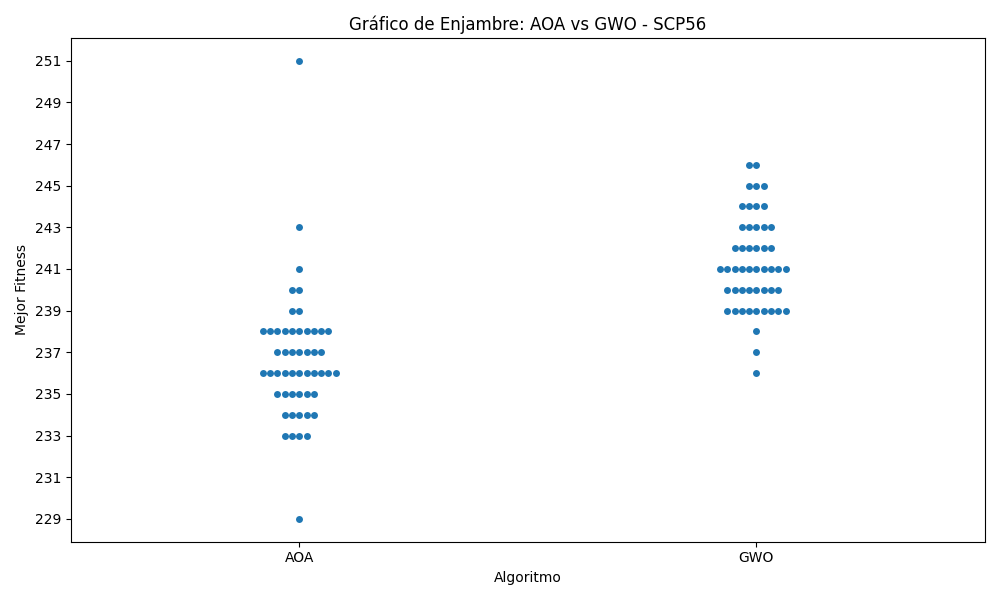 Gráfico de Enjambre: AOA vs GWO - SCP56
251
249
247
245
243
241
239
237
235
233
231
229
Mejor Fitness
AOA
GWO
Algoritmo